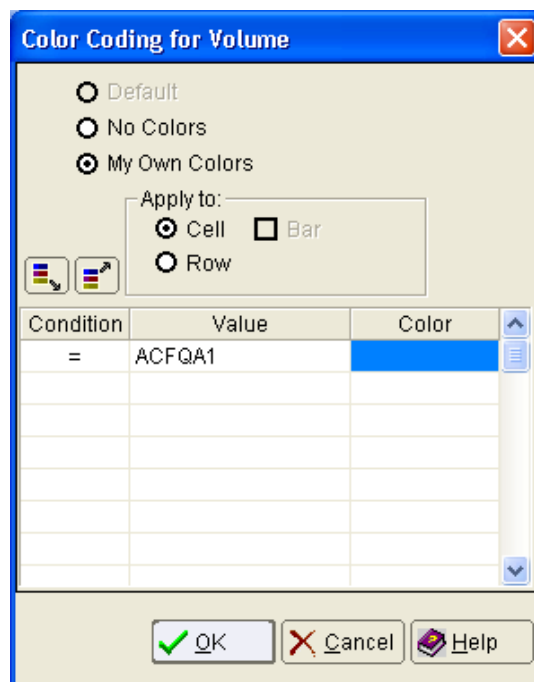 Color Coding for Volume
Default
No Colors
My Own Colors
Apply to:
Cell Bar
Row
Condition Value Color
= ACFQA1
OK Cancel Help